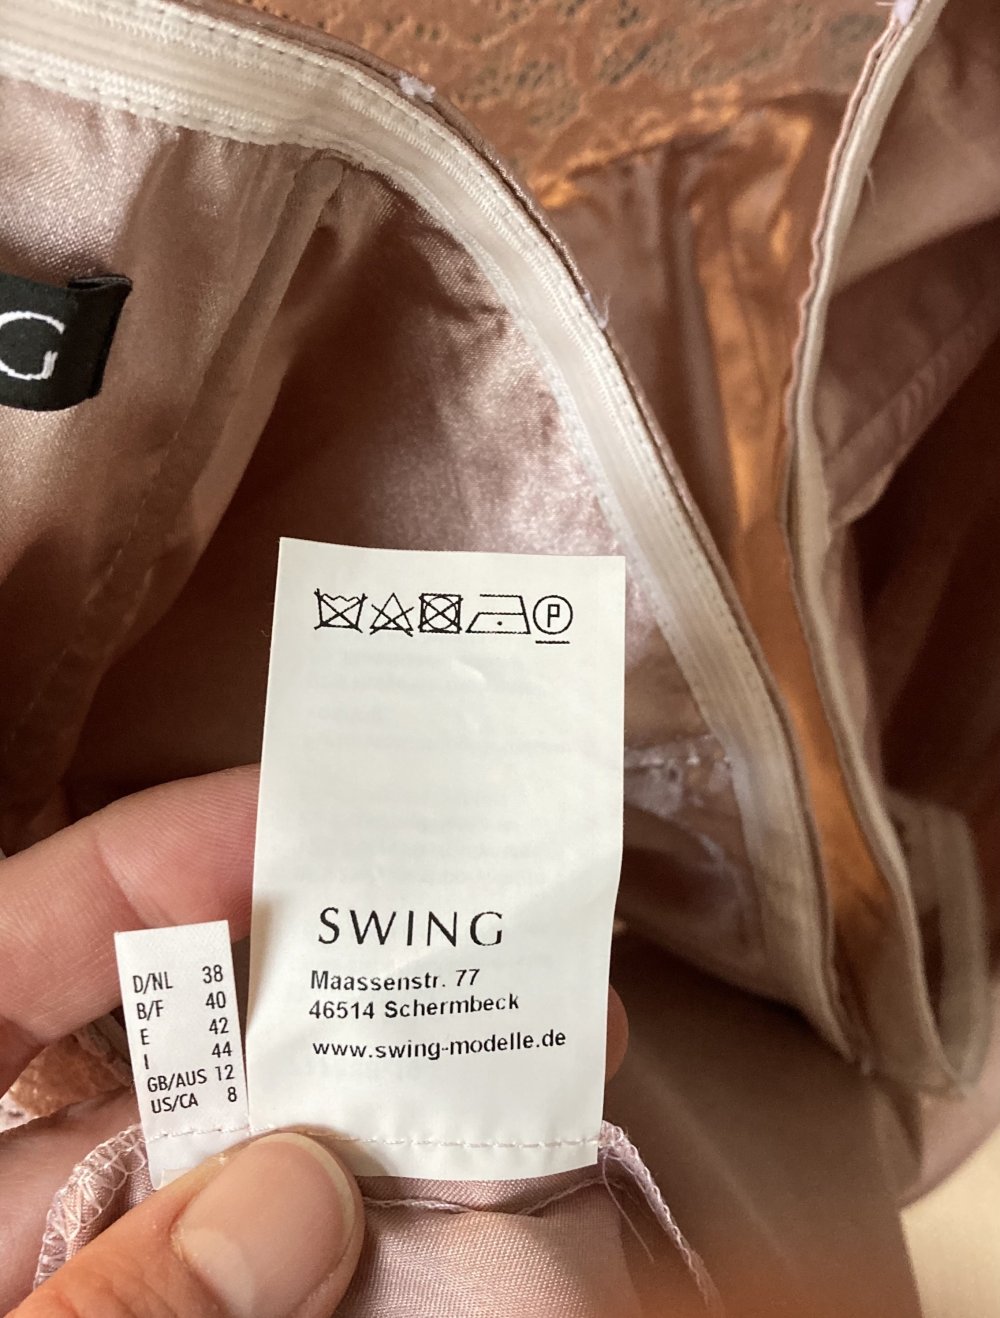 G
P
SWING
Maassenstr. 77
46514 Schermbeck
www.swing-modelle.de
D/NL 38
B/F 40
E 42
I 44
GB/AUS 12
US/CA 8